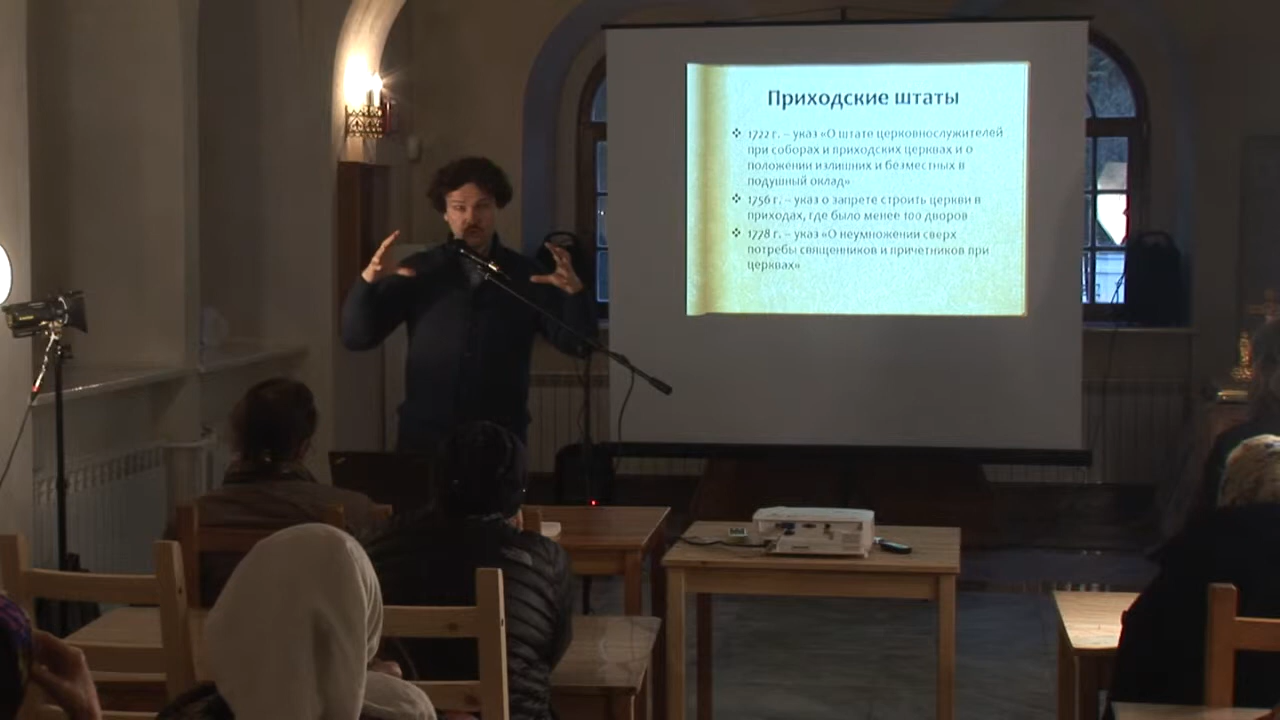 Приходские штаты
❖ 1722 г. – указ «О штате церковнослужителей
при соборах и приходских церквах и о
положении излишних и безместных в
подушный оклад«
❖ 1756 г. – указ о запрете строить церкви в
приходах, где было менее 100 дворов
❖ 1778 г. – указ «О неумножении сверх
потребы священников и причетников при
церквах«